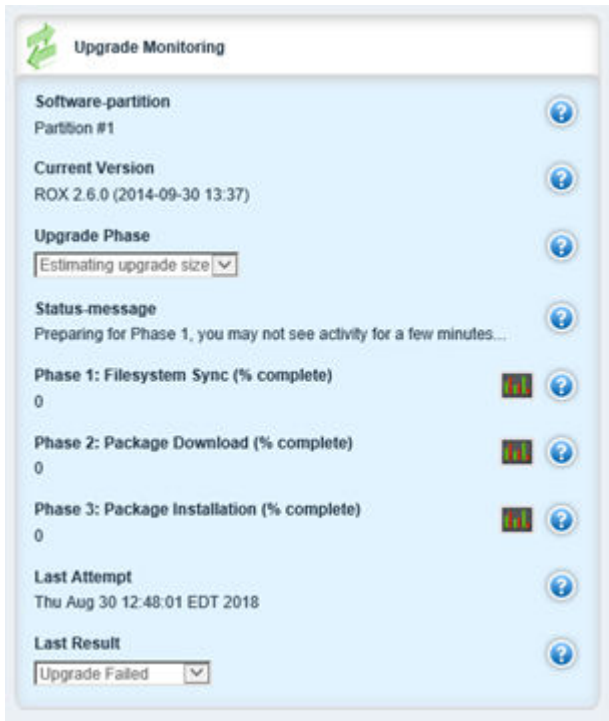 Upgrade Monitoring
Software-partition
Partition #1
Current Version
ROX 2.6.0 (2014-09-30 13:37)
Upgrade Phase
Estimating upgrade size
Status-message
Preparing for Phase 1, you may not see activity for a few minutes...
Phase 1: Filesystem Sync (% complete)
0
Phase 2: Package Download (% complete)
0
Phase 3: Package Installation (% complete)
0
Last Attempt
Thu Aug 30 12:48:01 EDT 2018
Last Result
Upgrade Failed